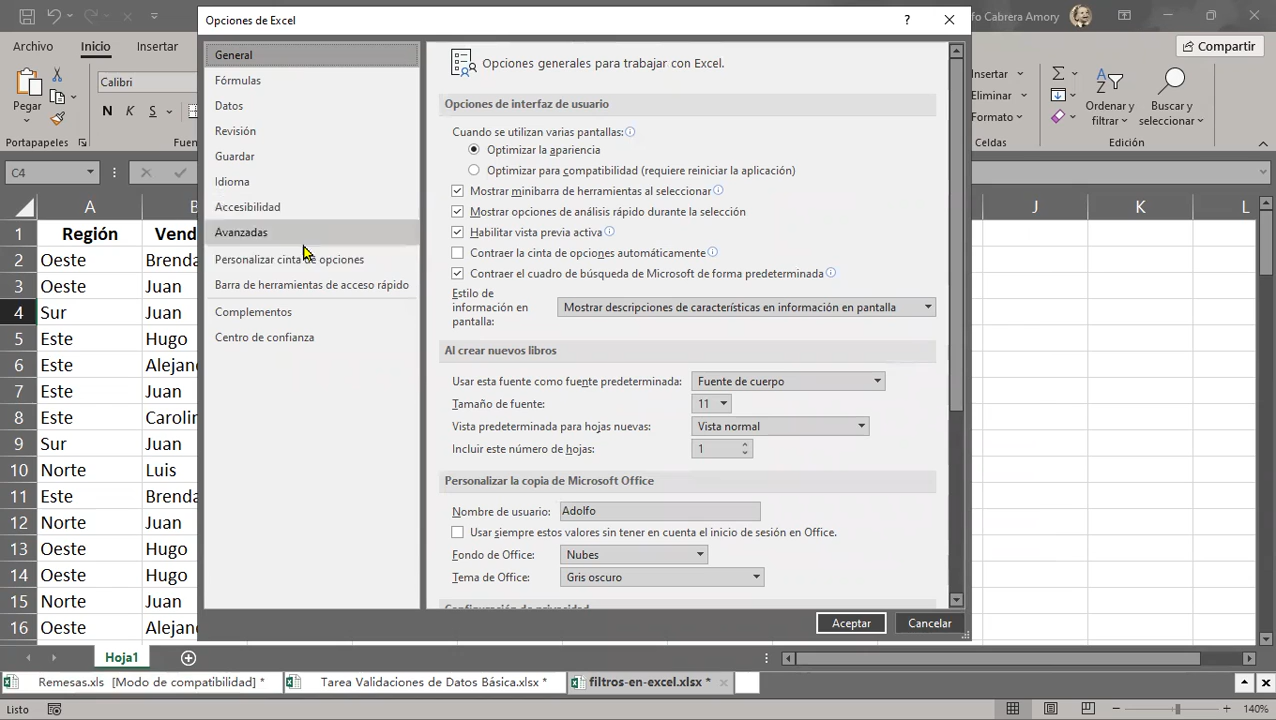 Opciones de Excel
? ×
fo Cabrera Amory
Archivo Inicio Insertar
Compartir
Pegar
Calibri
N K S
Portapapeles
Fuen
Insertar
Eliminar
Formato
Celdas
Σ
Ordenar y
filtrar
Buscar y
seleccionar
Edición
C4
A B J K L
General
Fórmulas
Datos
Revisión
Guardar
Idioma
Accesibilidad
Avanzadas
Personalizar cinta de opciones
Barra de herramientas de acceso rápido
Complementos
Centro de confianza
Opciones generales para trabajar con Excel.
Opciones de interfaz de usuario
Cuando se utilizan varias pantallas:
Optimizar la apariencia
Optimizar para compatibilidad (requiere reiniciar la aplicación)
Mostrar minibarra de herramientas al seleccionar
Mostrar opciones de análisis rápido durante la selección
Habilitar vista previa activa
Contraer la cinta de opciones automáticamente
Contraer el cuadro de búsqueda de Microsoft de forma predeterminada
Estilo de
información en
pantalla:
Mostrar descripciones de características en información en pantalla
Al crear nuevos libros
Usar esta fuente como fuente predeterminada: Fuente de cuerpo
Tamaño de fuente: 11
Vista predeterminada para hojas nuevas: Vista normal
Incluir este número de hojas: 1
Personalizar la copia de Microsoft Office
Nombre de usuario: Adolfo
Usar siempre estos valores sin tener en cuenta el inicio de sesión en Office.
Fondo de Office: Nubes
Tema de Office: Gris oscuro
Configuración de privacidad
Aceptar Cancelar
1 Región Vend
2 Oeste Brenda
3 Oeste Juan
4 Sur Juan
5 Este Hugo
6 Este Alejan
7 Este Juan
8 Este Carolin
9 Sur Juan
10 Norte Luis
11 Este Brenda
12 Norte Juan
13 Oeste Hugo
14 Oeste Hugo
15 Norte Juan
16 Oeste Alejan
Hoja1
Remesas.xls [Modo de compatibilidad] *
Tarea Validaciones de Datos Básica.xlsx *
filtros-en-excel.xlsx *
Listo
140%